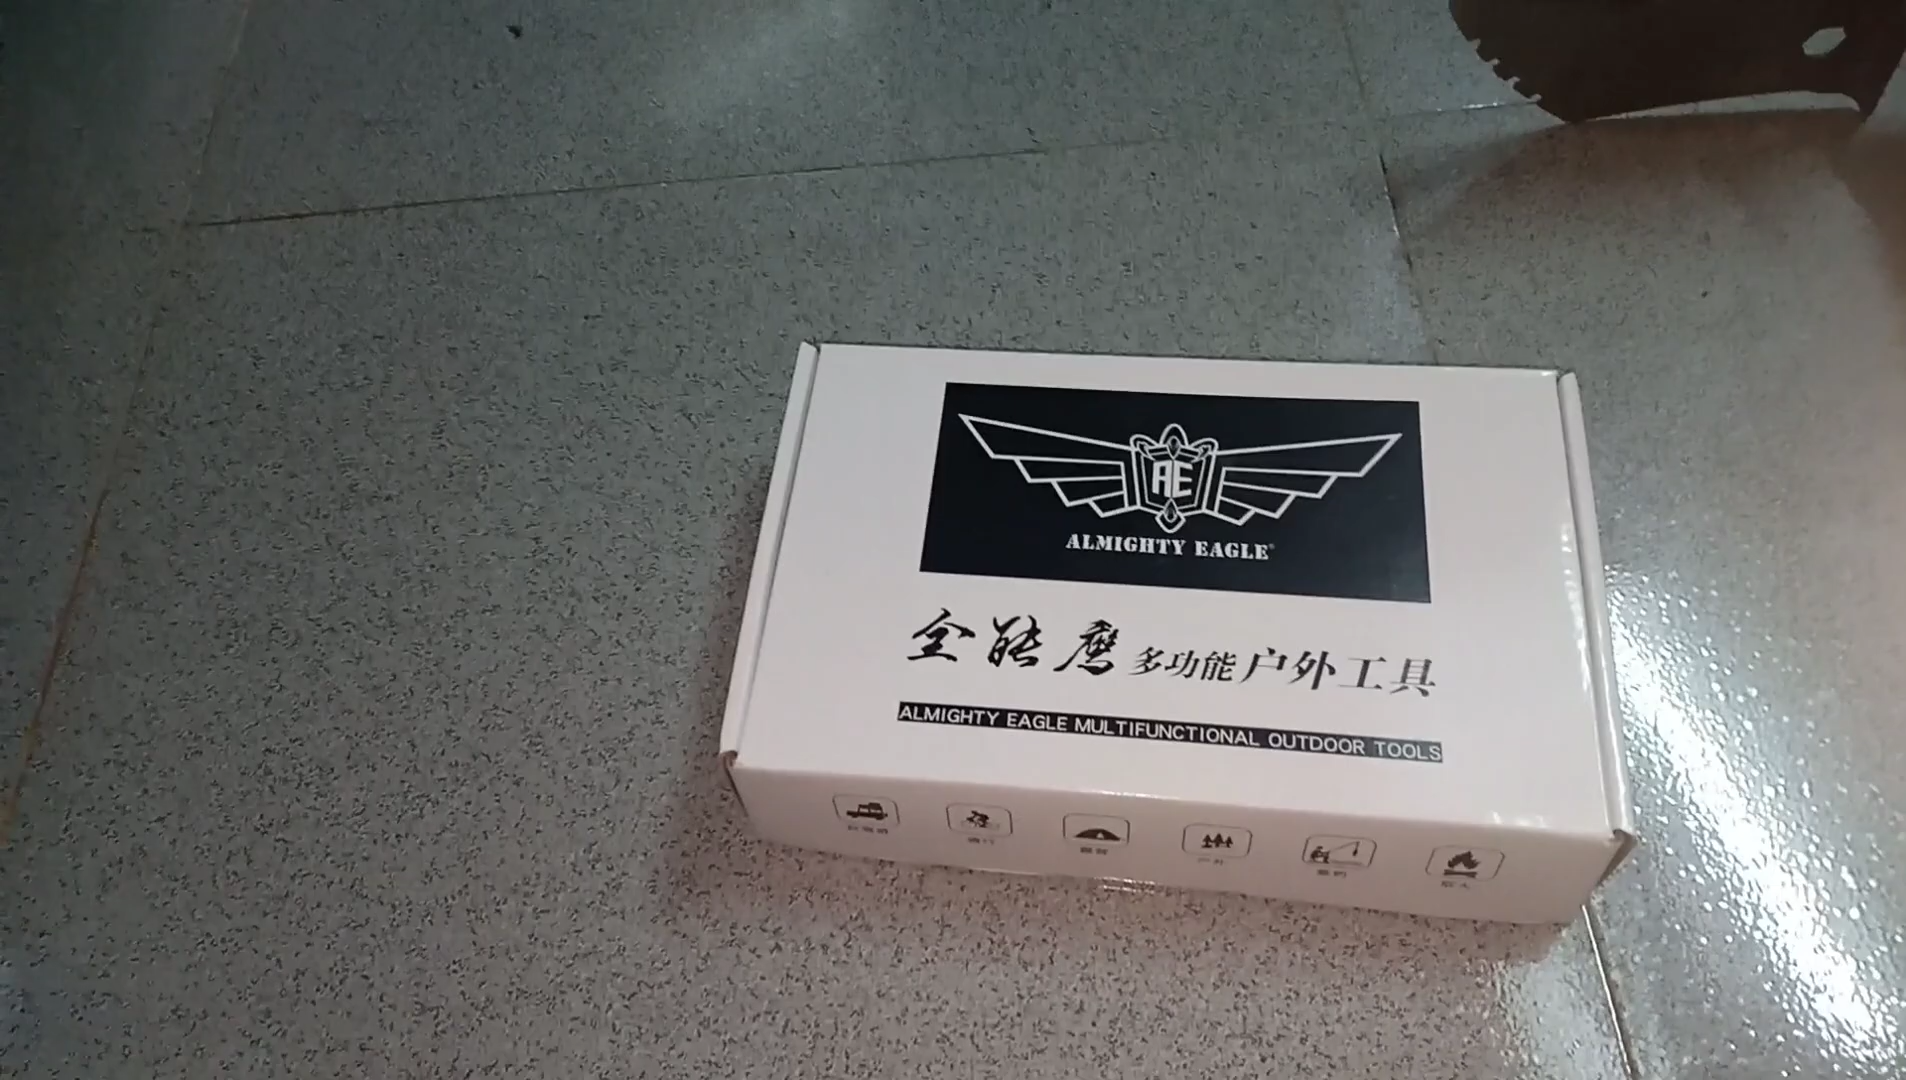 AE
ALMIGHTY EAGLE®
全能鹰多功能户外工具
ALMIGHTY EAGLE MULTIFUNCTIONAL OUTDOOR TOOLS